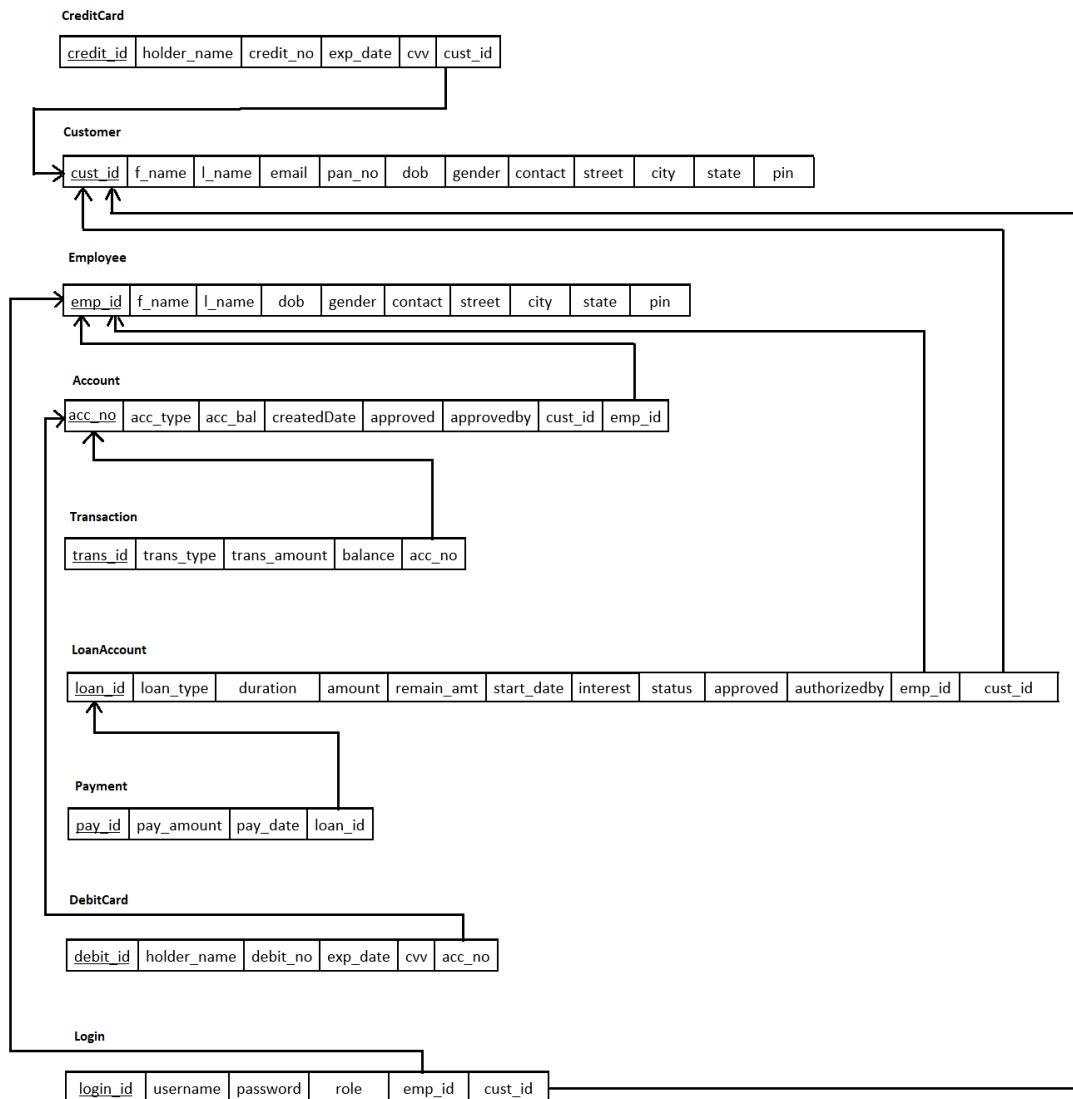 CreditCard
credit_id holder_name credit_no exp_date cvv cust_id
Customer
cust_id f_name l_name email pan_no dob gender contact street city state pin
Employee
emp_id f_name l_name dob gender contact street city state pin
Account
acc_no acc_type acc_bal createdDate approved approvedby cust_id emp_id
Transaction
trans_id trans_type trans_amount balance acc_no
LoanAccount
loan_id loan_type duration amount remain_amt start_date interest status approved authorizedby emp_id cust_id
Payment
pay_id pay_amount pay_date loan_id
DebitCard
debit_id holder_name debit_no exp_date cvv acc_no
Login
login_id username password role emp_id cust_id